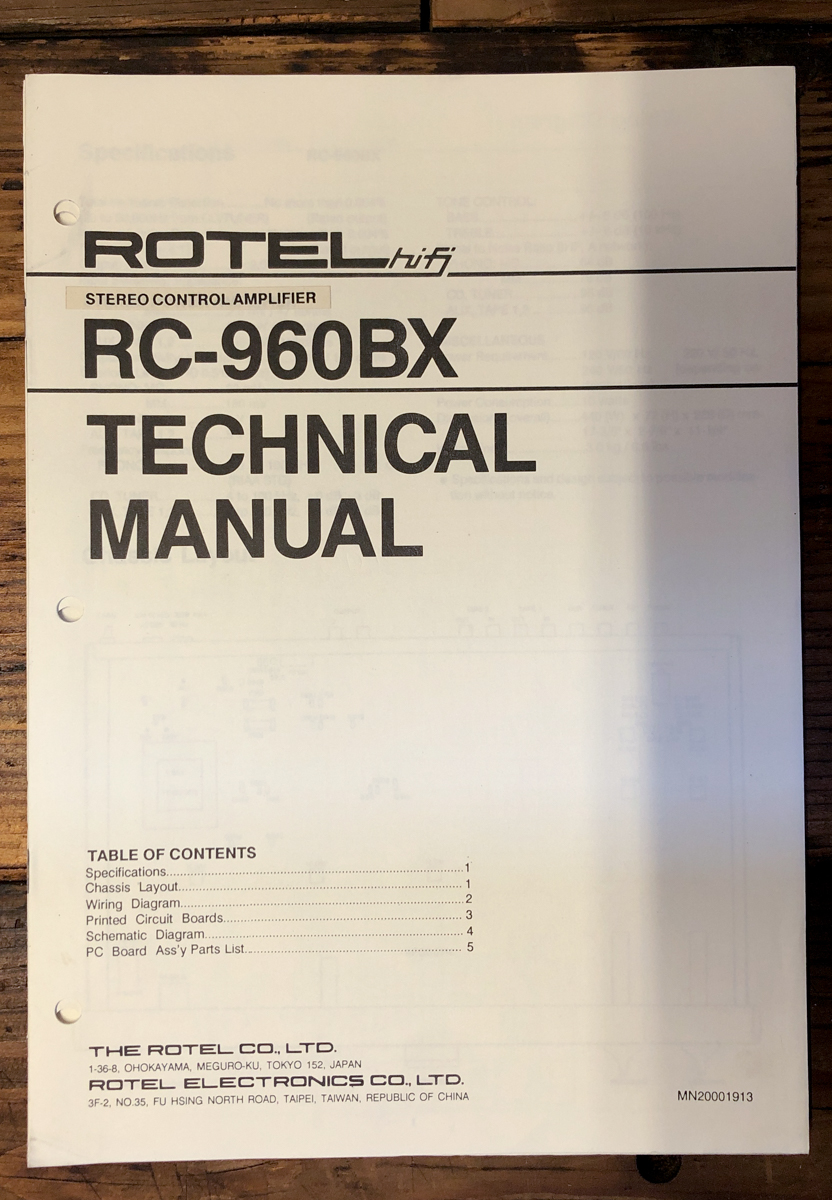 ROTEL hifi
STEREO CONTROL AMPLIFIER
RC-960BX
TECHNICAL
MANUAL
TABLE OF CONTENTS
Specifications........................................................................1
Chassis Layout........................................................................1
Wiring Diagram........................................................................2
Printed Circuit Boards........................................................................3
Schematic Diagram........................................................................4
PC Board Ass'y Parts List........................................................................5
THE ROTEL CO., LTD.
1-36-8, OHOKAYAMA, MEGURO-KU, TOKYO 152, JAPAN
ROTEL ELECTRONICS CO., LTD.
3F-2, NO.35, FU HSING NORTH ROAD, TAIPEI, TAIWAN, REPUBLIC OF CHINA
MN20001913